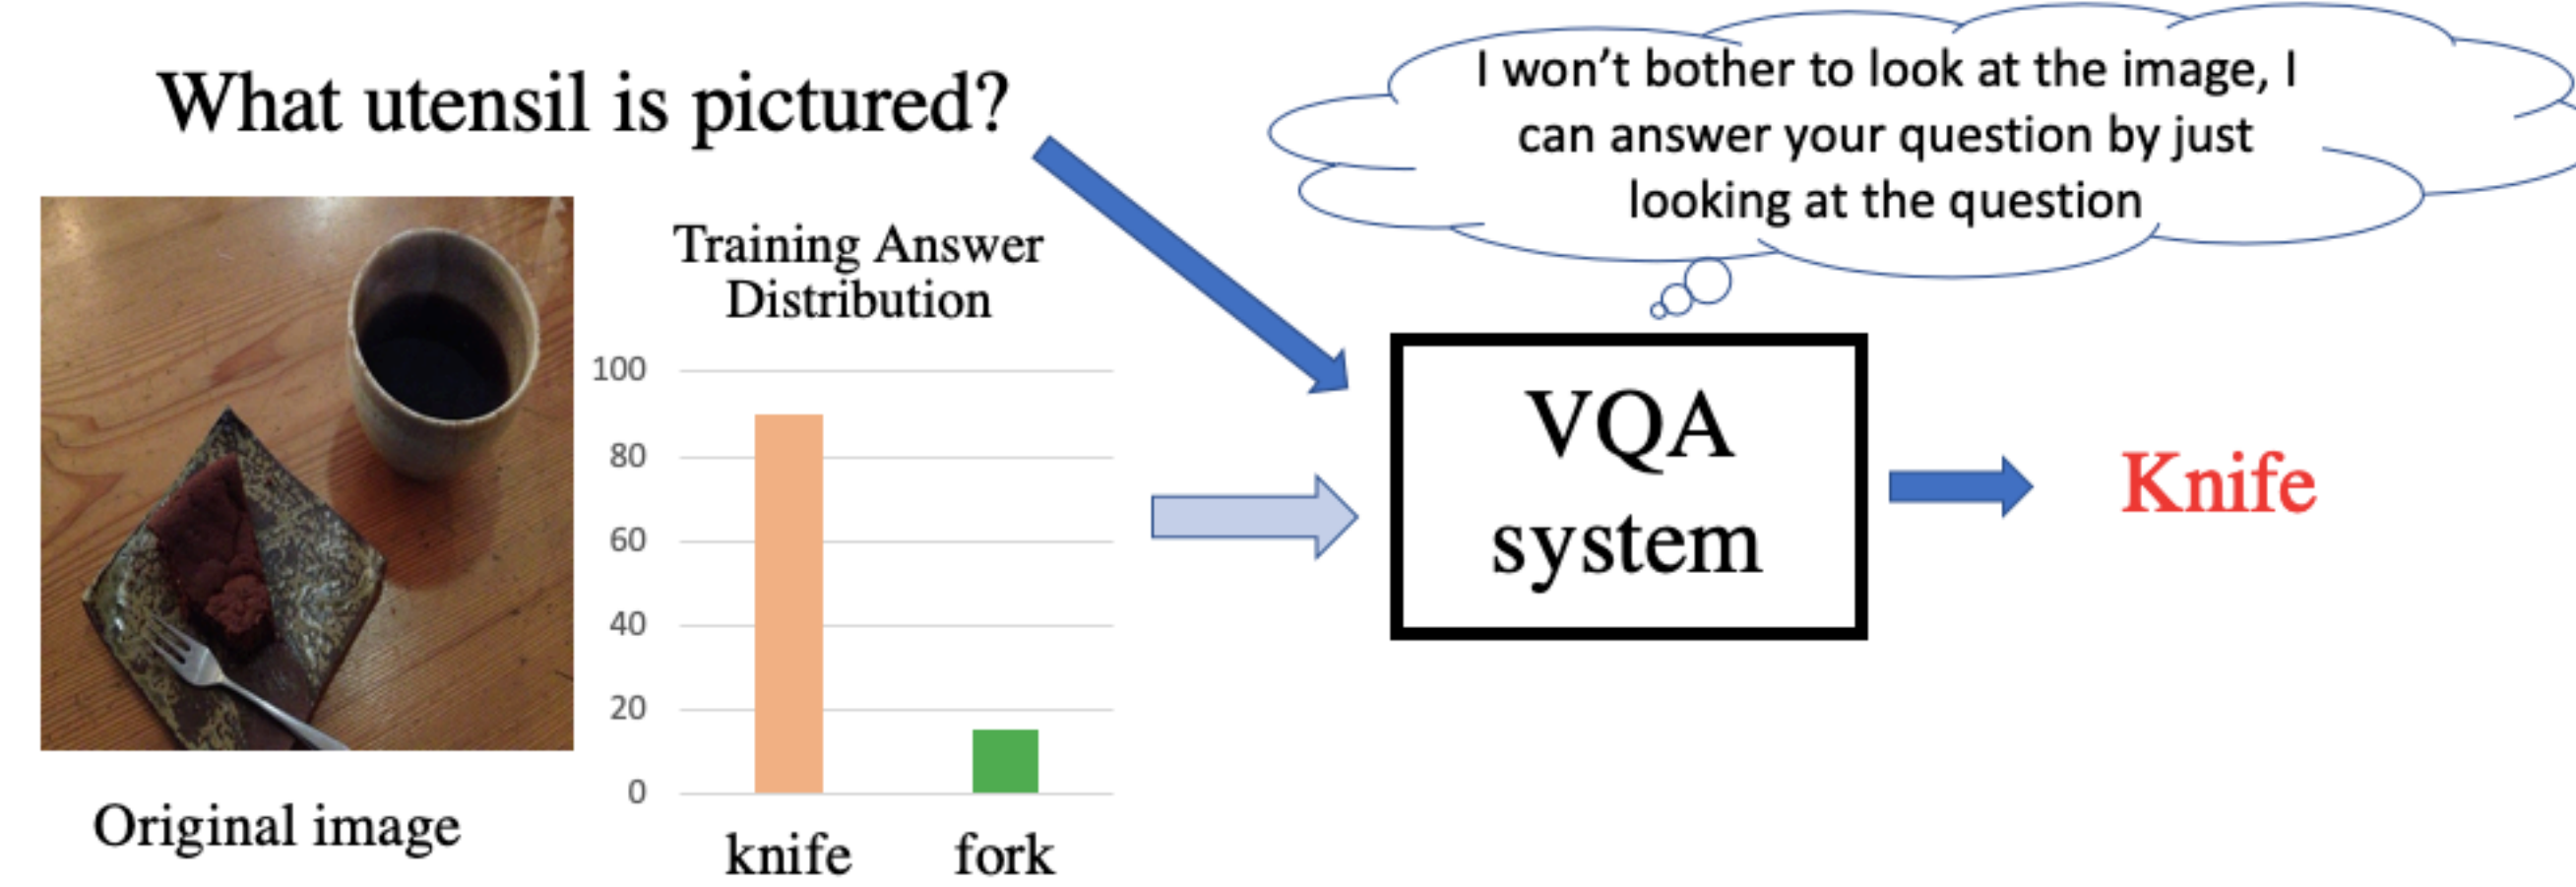 What utensil is pictured?
I won't bother to look at the image, I
can answer your question by just
looking at the question
Training Answer
Distribution
100
80
60
40
20
0
knife
fork
Original image
VQA
system
Knife